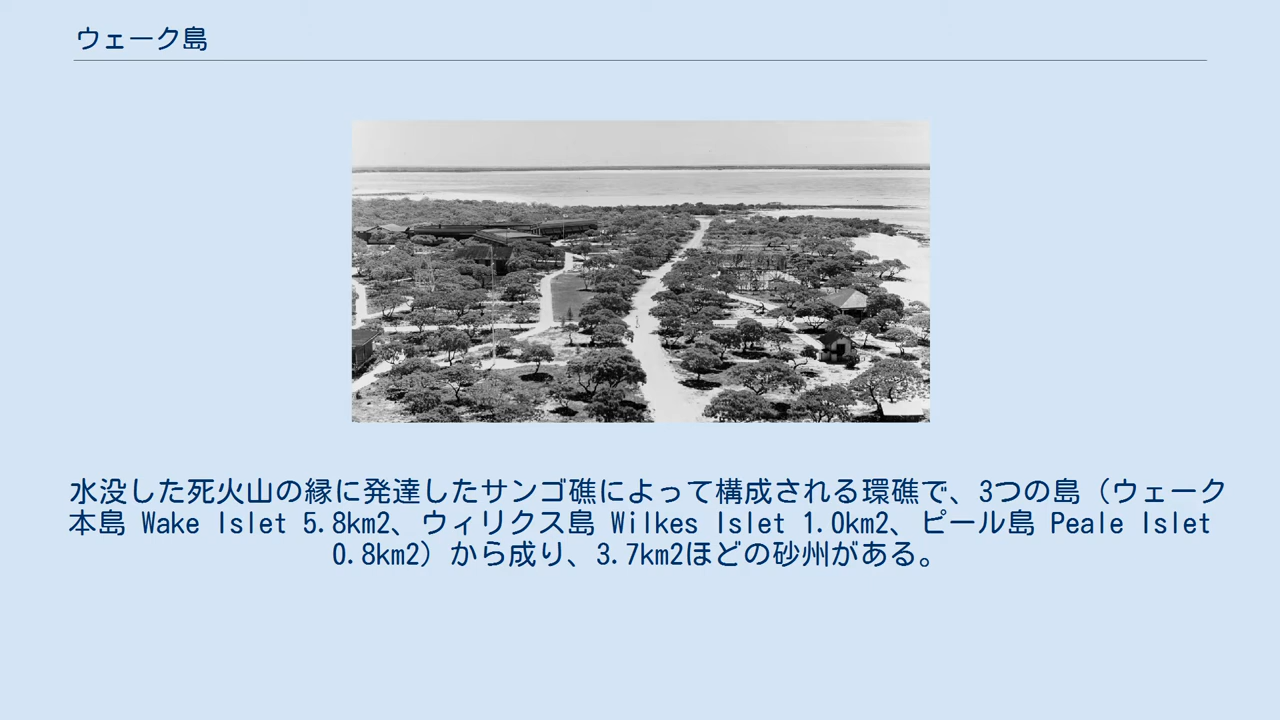 ウェーク島
水没した死火山の縁に発達したサンゴ礁によって構成される環礁で、3つの島（ウェーク
本島 Wake Islet 5.8km2、ウィリクス島 Wilkes Islet 1.0km2、ピール島 Peale Islet
0.8km2）から成り、3.7km2ほどの砂州がある。